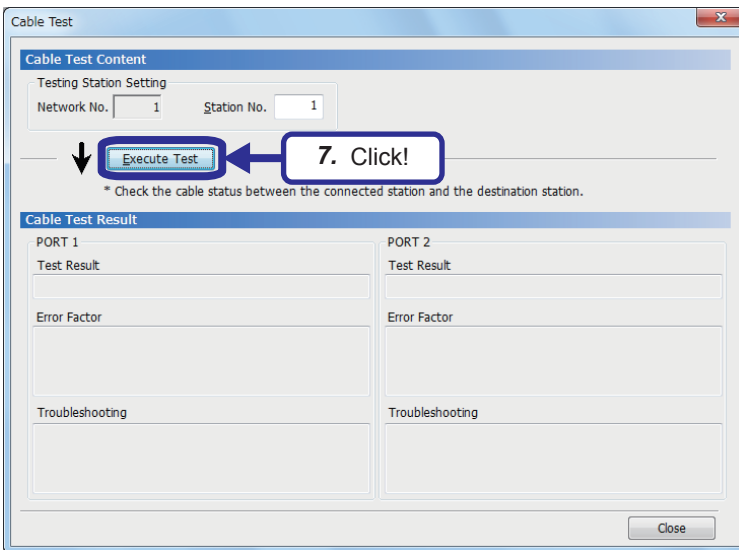 Cable Test
Cable Test Content
Testing Station Setting
Network No. 1 Station No. 1
Execute Test
7. Click!
* Check the cable status between the connected station and the destination station.
Cable Test Result
PORT 1
Test Result
Error Factor
Troubleshooting
PORT 2
Test Result
Error Factor
Troubleshooting
Close